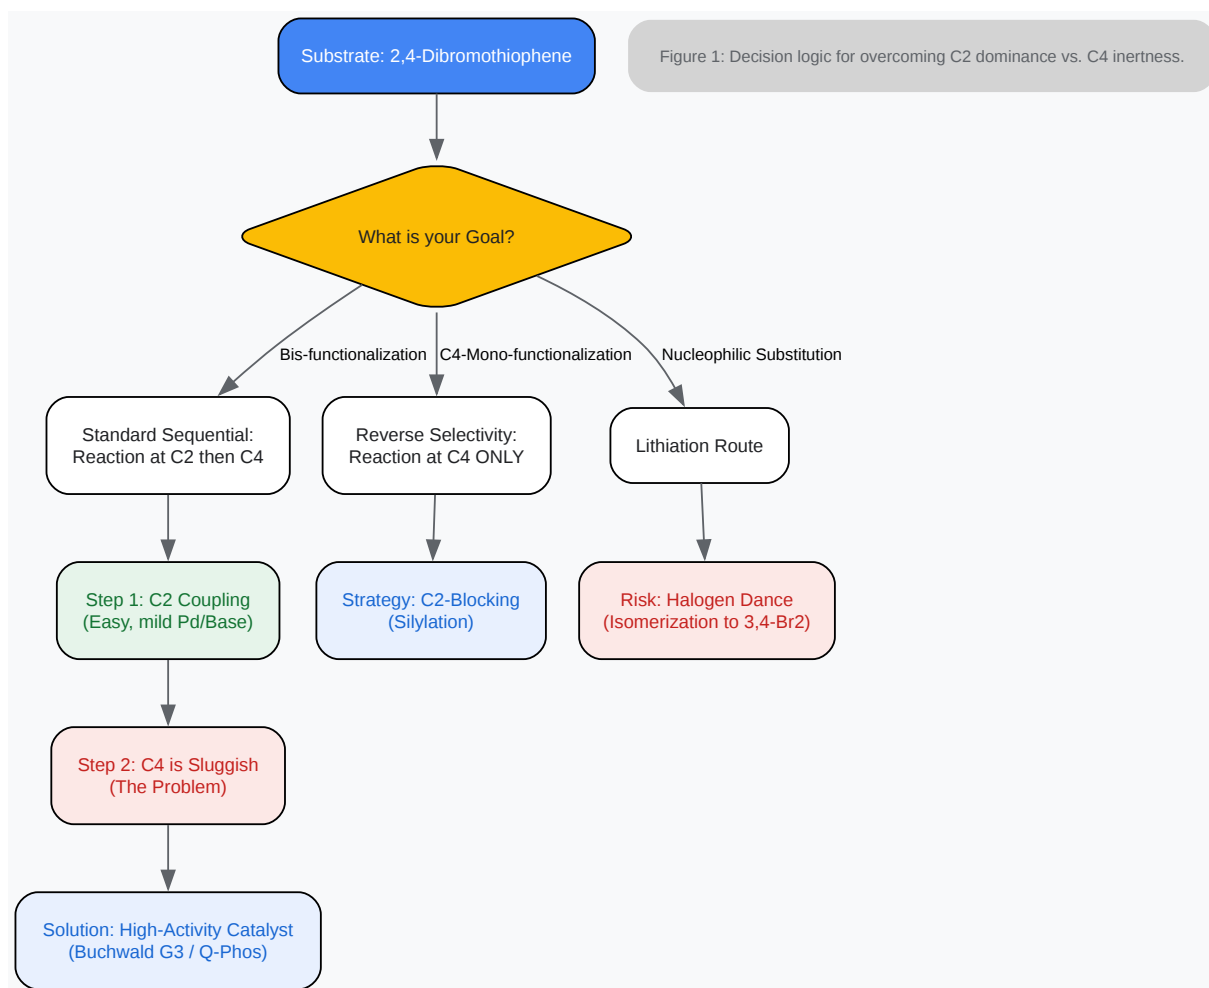 Substrate: 2,4-Dibromothiophene
Figure 1: Decision logic for overcoming C2 dominance vs. C4 inertness.
What is your Goal?
Bis-functionalization
C4-Mono-functionalization
Nucleophilic Substitution
Standard Sequential:
Reaction at C2 then C4
Reverse Selectivity:
Reaction at C4 ONLY
Lithiation Route
Step 1: C2 Coupling
(Easy, mild Pd/Base)
Strategy: C2-Blocking
(Silylation)
Risk: Halogen Dance
(Isomerization to 3,4-Br2)
Step 2: C4 is Sluggish
(The Problem)
Solution: High-Activity Catalyst
(Buchwald G3 / Q-Phos)